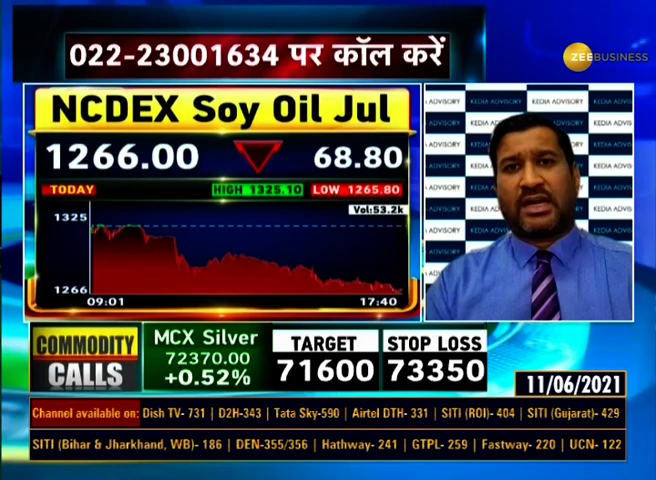 022-23001634 पर कॉल करें
ZEE BUSINESS
NCDEX Soy Oil Jul
1266.00 68.80
TODAY HIGH 1325.10 LOW 1265.80
Vol:53.2k
1325
1266
09:01 17:40
KEDIA ADVISORY
COMMODITY
CALLS
MCX Silver
72370.00
+0.52%
TARGET
71600
STOP LOSS
73350
11/06/2021
Channel available on: Dish TV- 731 | D2H-343 | Tata Sky-590 | Airtel DTH- 331 | SITI (ROI)- 404 | SITI (Gujarat)- 429
SITI (Bihar & Jharkhand, WB)- 186 | DEN-355/356 | Hathway- 241 | GTPL- 259 | Fastway- 220 | UCN- 122